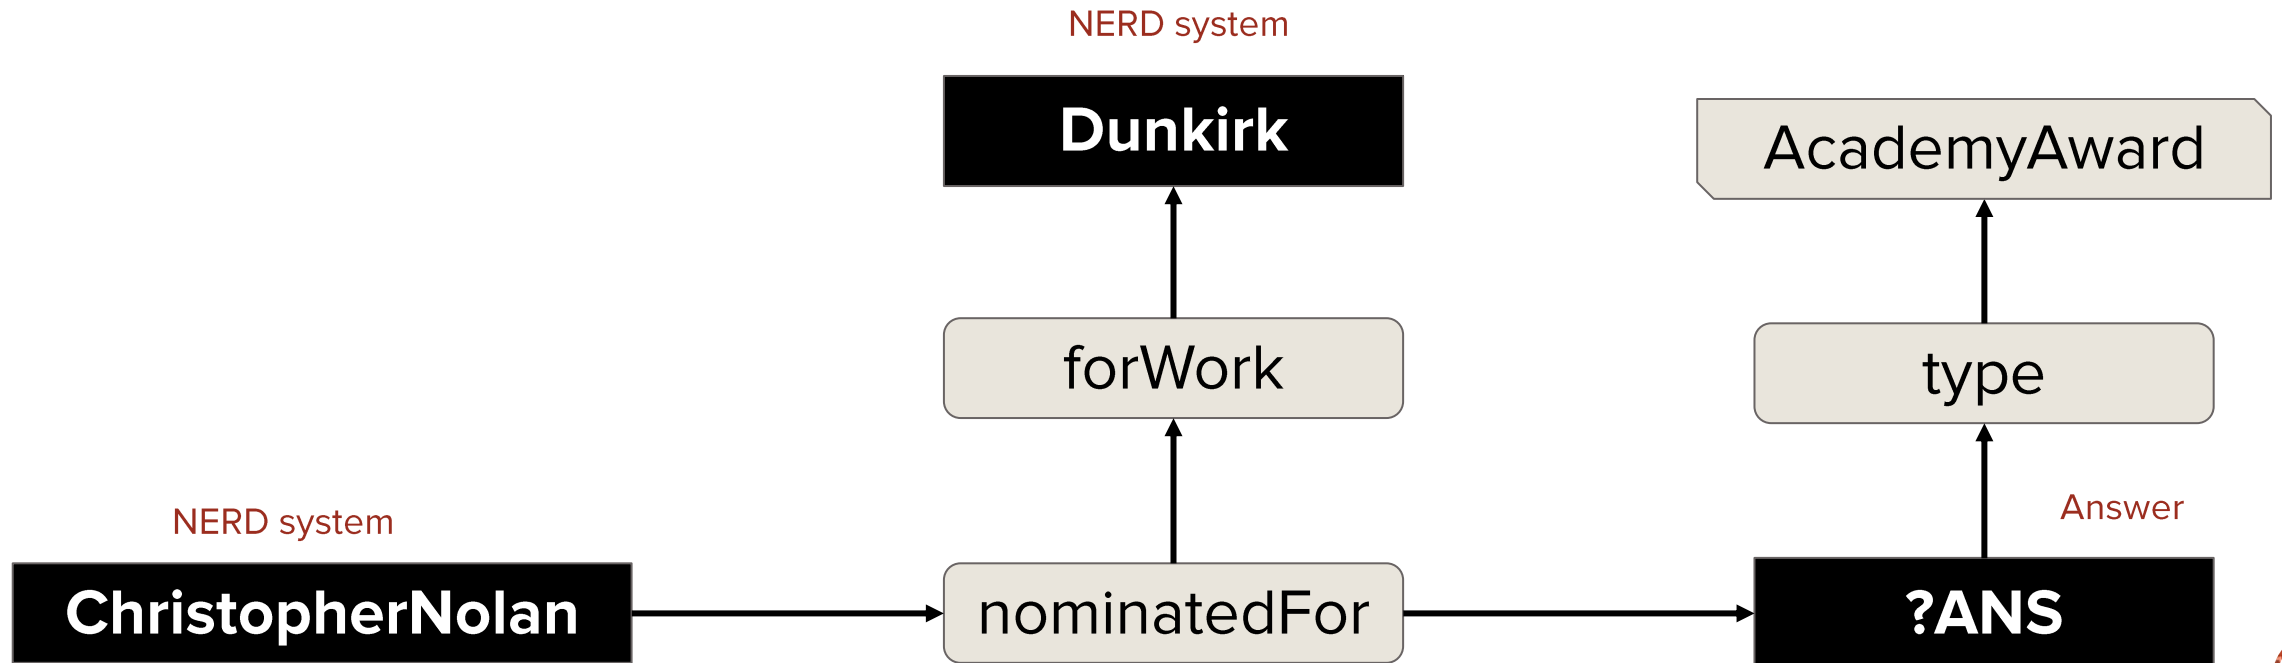 NERD system
Dunkirk
AcademyAward
forWork
type
NERD system
Answer
ChristopherNolan
nominatedFor
?ANS